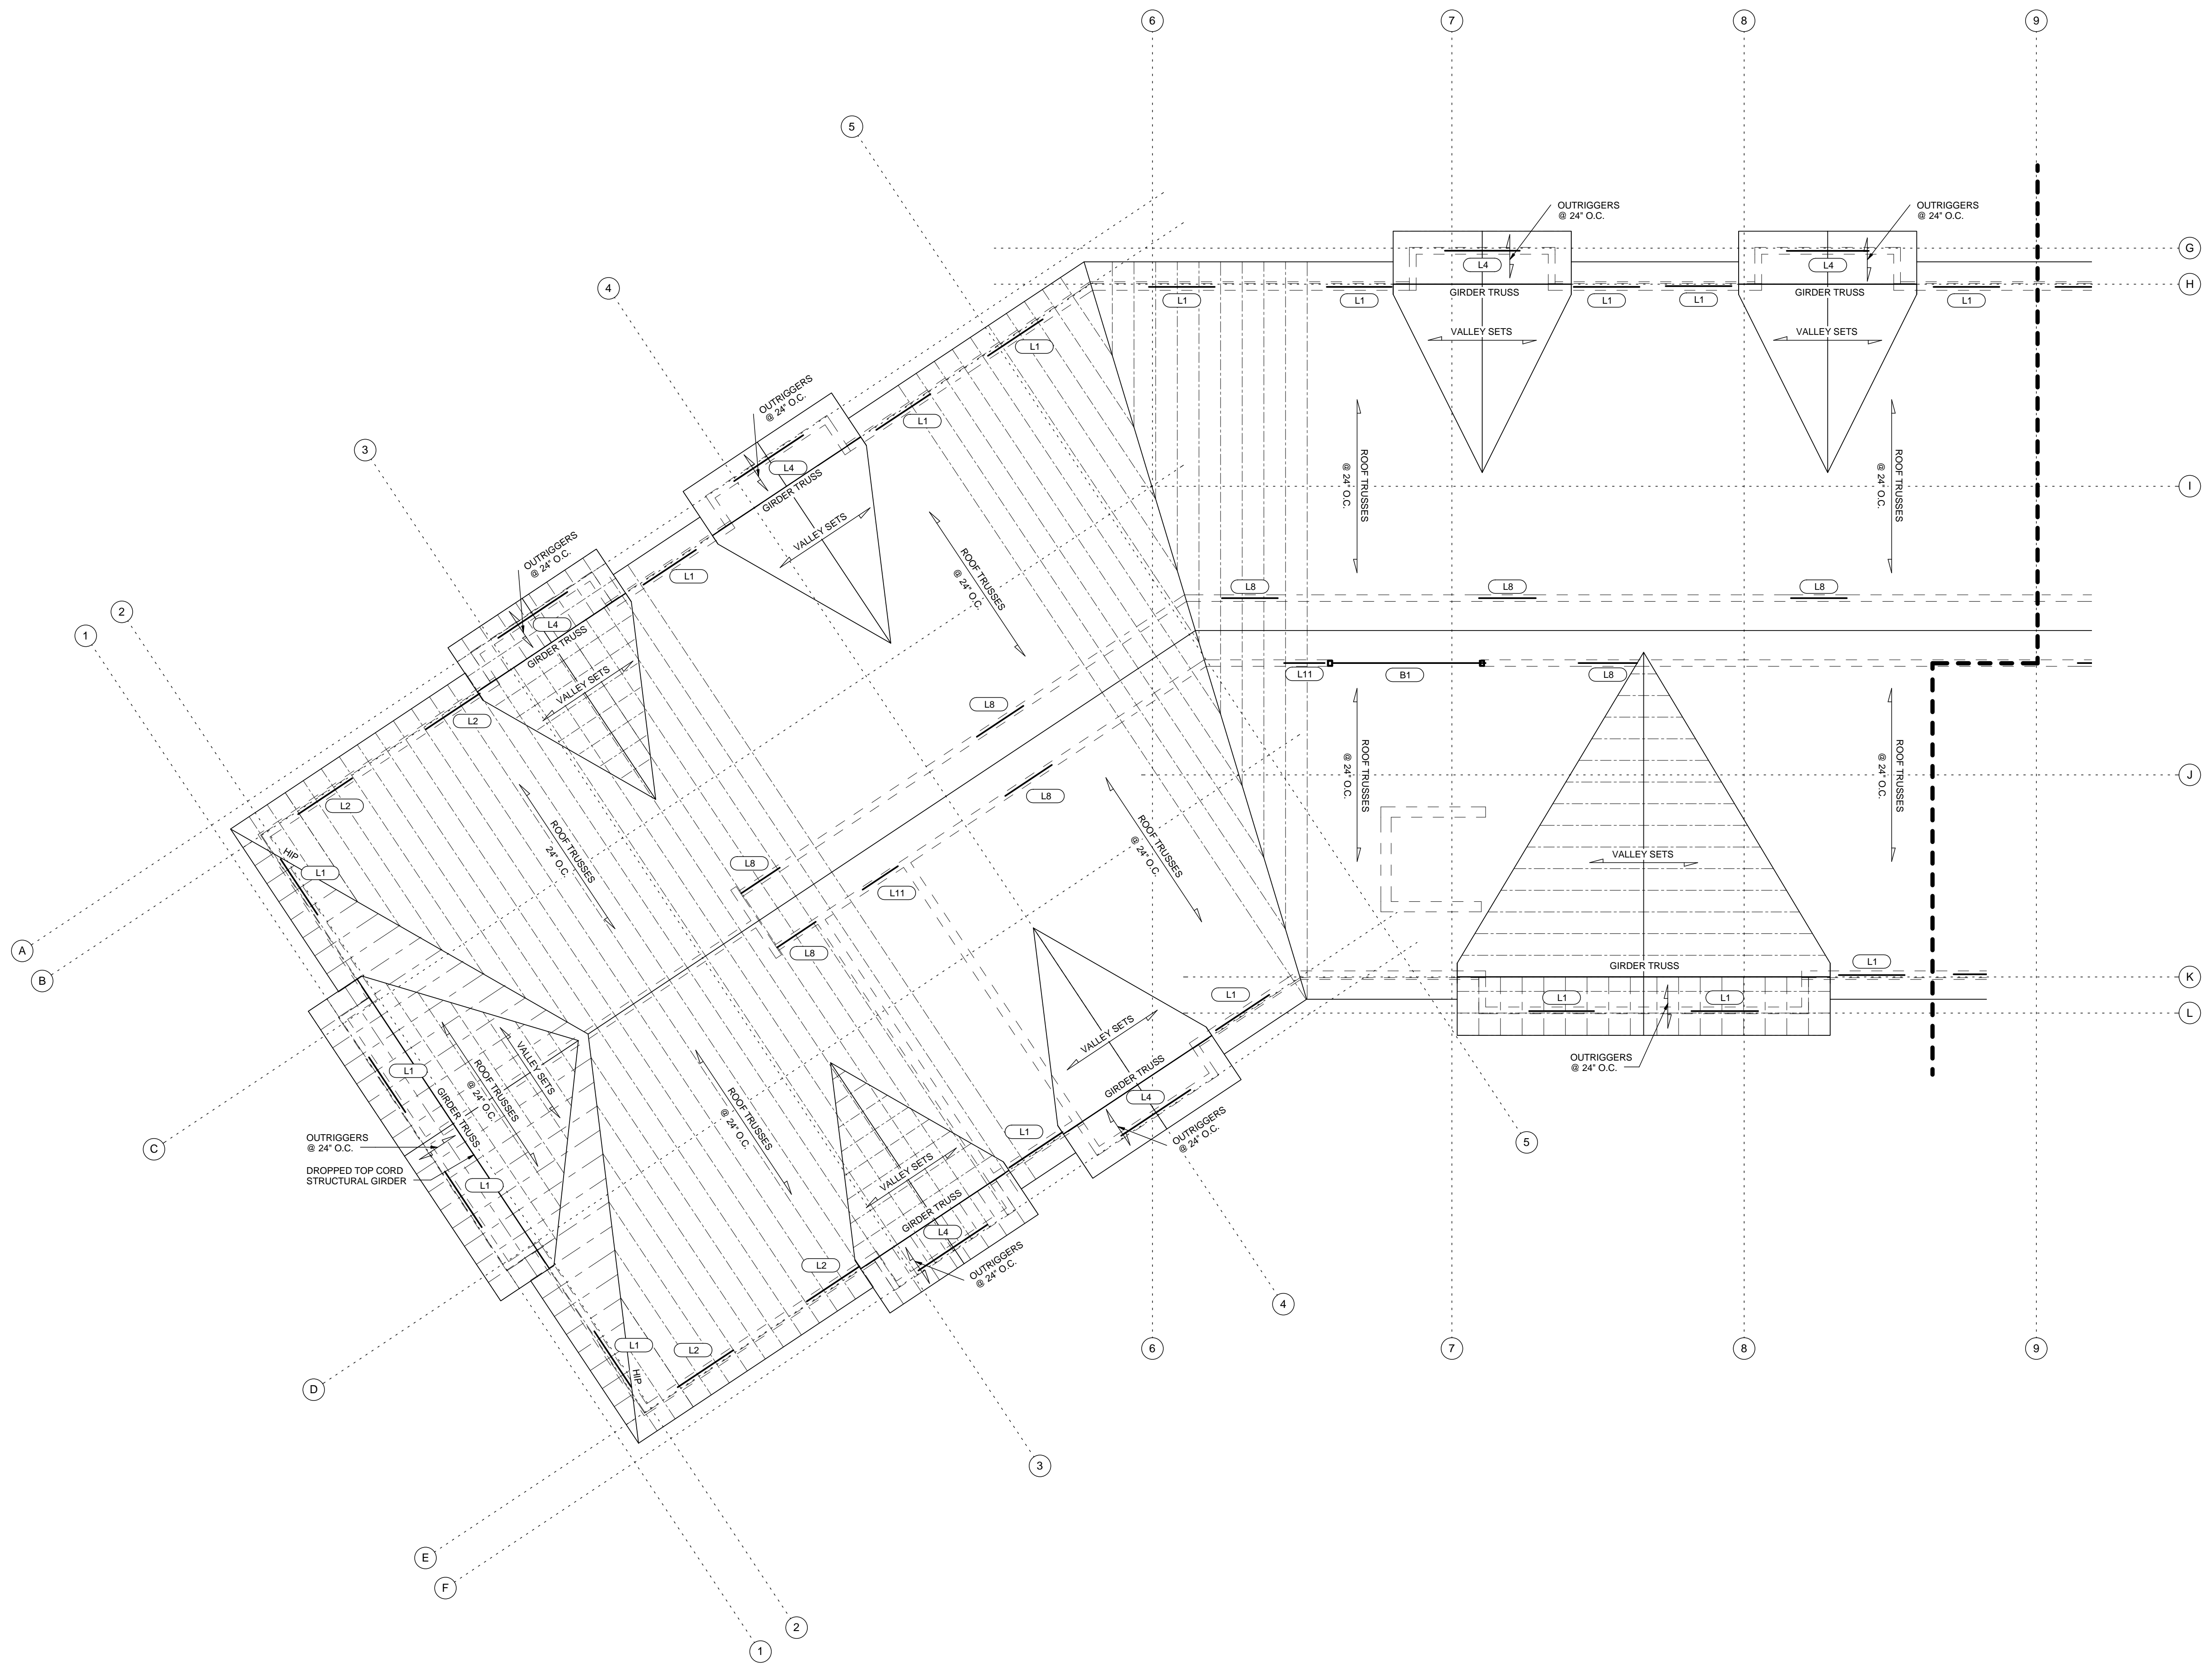 6
7
8
9
5
OUTRIGGERS
@ 24" O.C.
OUTRIGGERS
@ 24" O.C.
G
L4
L4
H
4
GIRDER TRUSS
GIRDER TRUSS
L1
L1
L1
L1
L1
VALLEY SETS
VALLEY SETS
L1
OUTRIGGERS
@ 24" O.C.
L1
3
L4
GIRDER TRUSS
ROOF TRUSSES
@ 24" O.C.
ROOF TRUSSES
@ 24" O.C.
I
VALLEY SETS
OUTRIGGERS
@ 24" O.C.
L1
ROOF TRUSSES
@ 24" O.C.
2
1
L4
GIRDER TRUSS
L8
L8
L8
VALLEY SETS
L2
L8
L11
B1
L8
ROOF TRUSSES
@ 24" O.C.
ROOF TRUSSES
@ 24" O.C.
J
L2
L8
ROOF TRUSSES
@ 24" O.C.
HIP
L1
ROOF TRUSSES
24" O.C.
L8
L11
VALLEY SETS
A
B
L8
GIRDER TRUSS
L1
K
L1
L1
L1
L
VALLEY SETS
L1
ROOF TRUSSES
@ 24" O.C.
VALLEY SETS
GIRDER TRUSS
OUTRIGGERS
@ 24" O.C.
GIRDER TRUSS
L4
ROOF TRUSSES
@ 24" O.C.
C
OUTRIGGERS
@ 24" O.C.
L1
OUTRIGGERS
@ 24" O.C.
5
DROPPED TOP CORD
STRUCTURAL GIRDER
L1
VALLEY SETS
GIRDER TRUSS
L4
L2
OUTRIGGERS
@ 24" O.C.
4
L1
L2
HIP
6
7
8
9
D
3
E
F
2
1